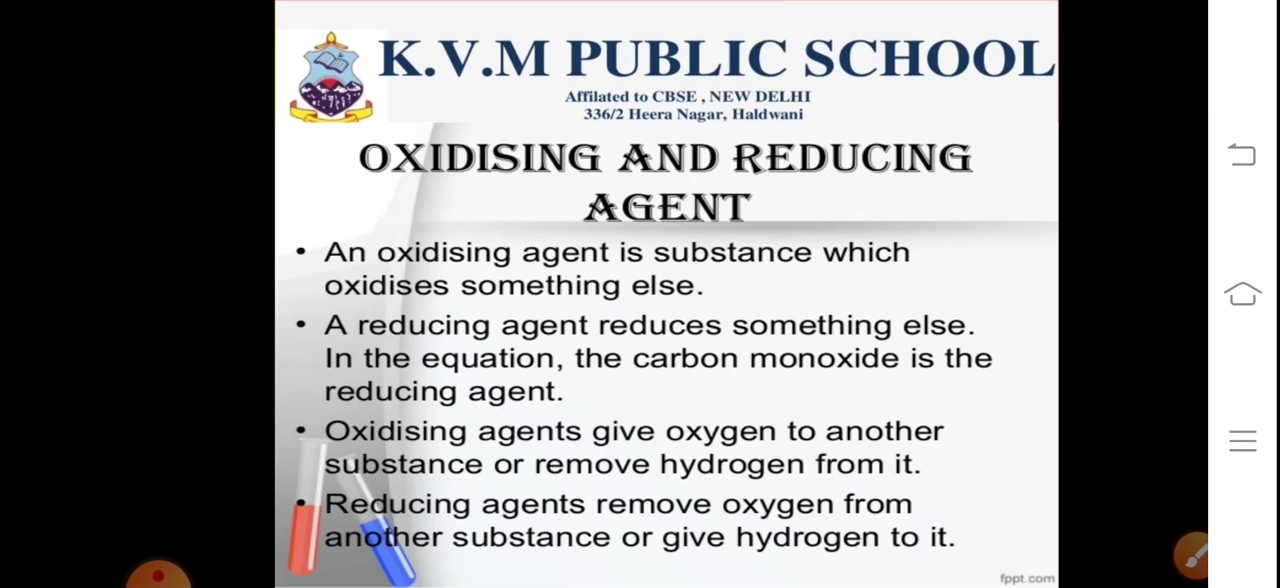 K.V.M PUBLIC SCHOOL
Affilated to CBSE , NEW DELHI
336/2 Heera Nagar, Haldwani
OXIDISING AND REDUCING
AGENT
• An oxidising agent is substance which
oxidises something else.
• A reducing agent reduces something else.
In the equation, the carbon monoxide is the
reducing agent.
• Oxidising agents give oxygen to another
substance or remove hydrogen from it.
• Reducing agents remove oxygen from
another substance or give hydrogen to it.
fppt.com